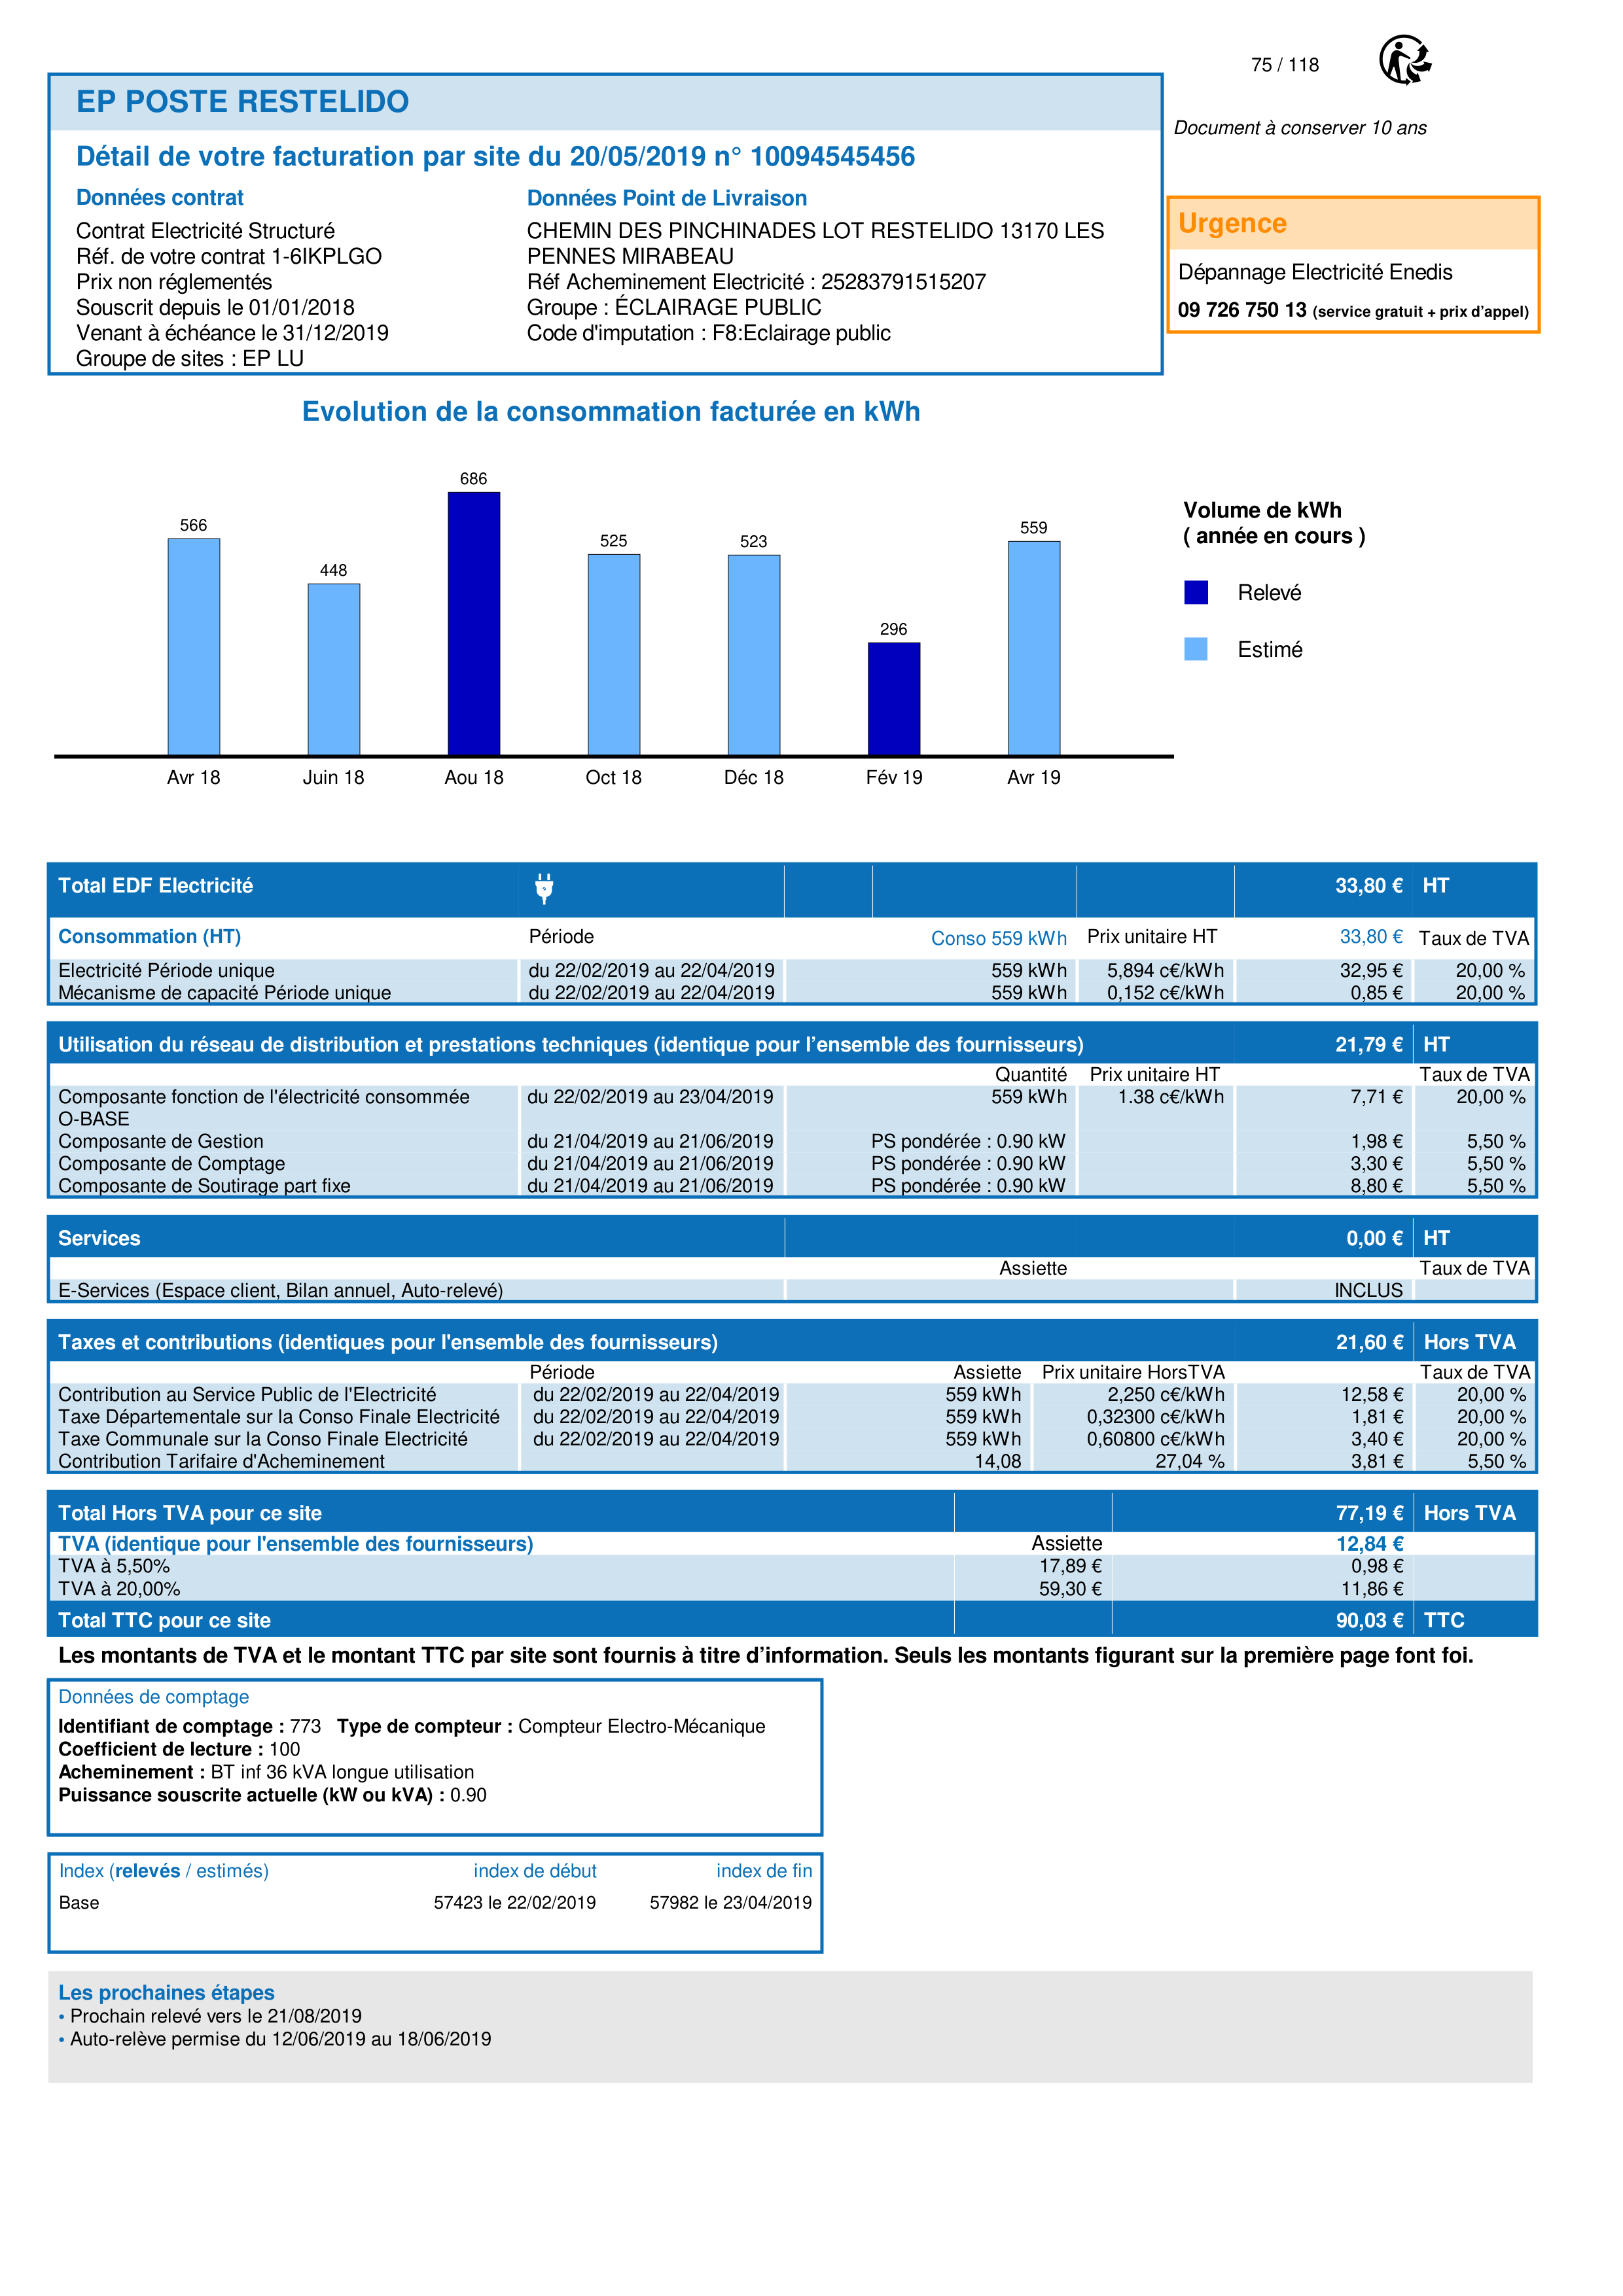 75 / 118
EP POSTE RESTELIDO
Document à conserver 10 ans
Détail de votre facturation par site du 20/05/2019 n° 10094545456
Données contrat
Contrat Electricité Structuré
Réf. de votre contrat 1-6IKPLGO
Prix non réglementés
Souscrit depuis le 01/01/2018
Venant à échéance le 31/12/2019
Groupe de sites : EP LU
Données Point de Livraison
CHEMIN DES PINCHINADES LOT RESTELIDO 13170 LES
PENNES MIRABEAU
Réf Acheminement Electricité : 25283791515207
Groupe : ÉCLAIRAGE PUBLIC
Code d'imputation : F8:Eclairage public
Urgence
Dépannage Electricité Enedis
09 726 750 13 (service gratuit + prix d’appel)
Evolution de la consommation facturée en kWh
566 448 686 525 523 296 559
Avr 18 Juin 18 Aou 18 Oct 18 Déc 18 Fév 19 Avr 19
Volume de kWh
( année en cours )
Relevé
Estimé
Total EDF Electricité 33,80 € HT
Consommation (HT) Période Conso 559 kWh Prix unitaire HT 33,80 € Taux de TVA
Electricité Période unique du 22/02/2019 au 22/04/2019 559 kWh 5,894 c€/kWh 32,95 € 20,00 %
Mécanisme de capacité Période unique du 22/02/2019 au 22/04/2019 559 kWh 0,152 c€/kWh 0,85 € 20,00 %
Utilisation du réseau de distribution et prestations techniques (identique pour l’ensemble des fournisseurs) 21,79 € HT
Quantité Prix unitaire HT Taux de TVA
Composante fonction de l'électricité consommée du 22/02/2019 au 23/04/2019 559 kWh 1.38 c€/kWh 7,71 € 20,00 %
O-BASE
Composante de Gestion du 21/04/2019 au 21/06/2019 PS pondérée : 0.90 kW 1,98 € 5,50 %
Composante de Comptage du 21/04/2019 au 21/06/2019 PS pondérée : 0.90 kW 3,30 € 5,50 %
Composante de Soutirage part fixe du 21/04/2019 au 21/06/2019 PS pondérée : 0.90 kW 8,80 € 5,50 %
Services 0,00 € HT
Assiette Taux de TVA
E-Services (Espace client, Bilan annuel, Auto-relevé) INCLUS
Taxes et contributions (identiques pour l'ensemble des fournisseurs) 21,60 € Hors TVA
Période Assiette Prix unitaire HorsTVA Taux de TVA
Contribution au Service Public de l'Electricité du 22/02/2019 au 22/04/2019 559 kWh 2,250 c€/kWh 12,58 € 20,00 %
Taxe Départementale sur la Conso Finale Electricité du 22/02/2019 au 22/04/2019 559 kWh 0,32300 c€/kWh 1,81 € 20,00 %
Taxe Communale sur la Conso Finale Electricité du 22/02/2019 au 22/04/2019 559 kWh 0,60800 c€/kWh 3,40 € 20,00 %
Contribution Tarifaire d'Acheminement 14,08 27,04 % 3,81 € 5,50 %
Total Hors TVA pour ce site 77,19 € Hors TVA
TVA (identique pour l'ensemble des fournisseurs) Assiette 12,84 €
TVA à 5,50% 17,89 € 0,98 €
TVA à 20,00% 59,30 € 11,86 €
Total TTC pour ce site 90,03 € TTC
Les montants de TVA et le montant TTC par site sont fournis à titre d’information. Seuls les montants figurant sur la première page font foi.
Données de comptage
Identifiant de comptage : 773 Type de compteur : Compteur Electro-Mécanique
Coefficient de lecture : 100
Acheminement : BT inf 36 kVA longue utilisation
Puissance souscrite actuelle (kW ou kVA) : 0.90
Index (relevés / estimés) index de début index de fin
Base 57423 le 22/02/2019 57982 le 23/04/2019
Les prochaines étapes
• Prochain relevé vers le 21/08/2019
• Auto-relève permise du 12/06/2019 au 18/06/2019